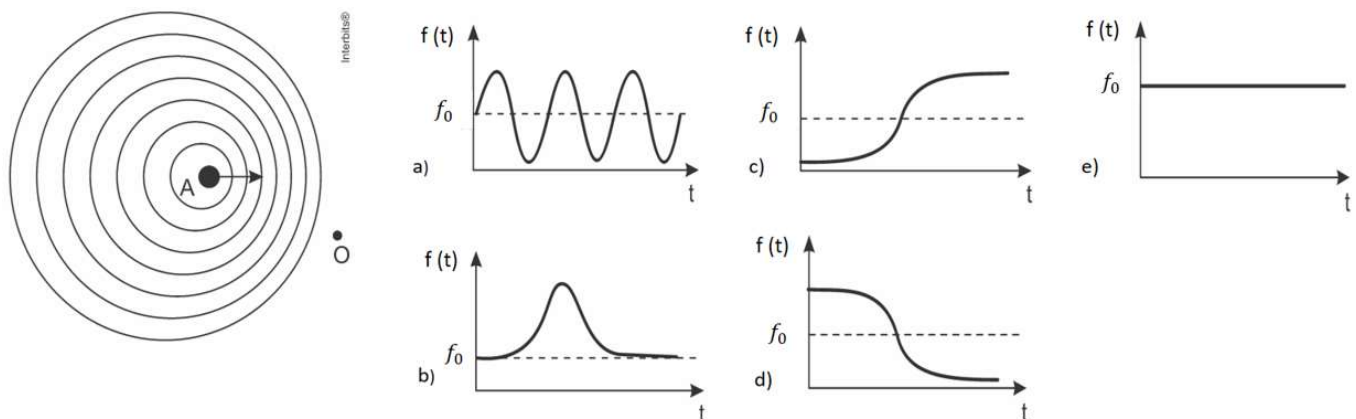 Interbits®
A
O
f (t)
f₀
a)
t
f (t)
f₀
b)
t
f (t)
f₀
c)
t
f (t)
f₀
d)
t
f (t)
f₀
e)
t